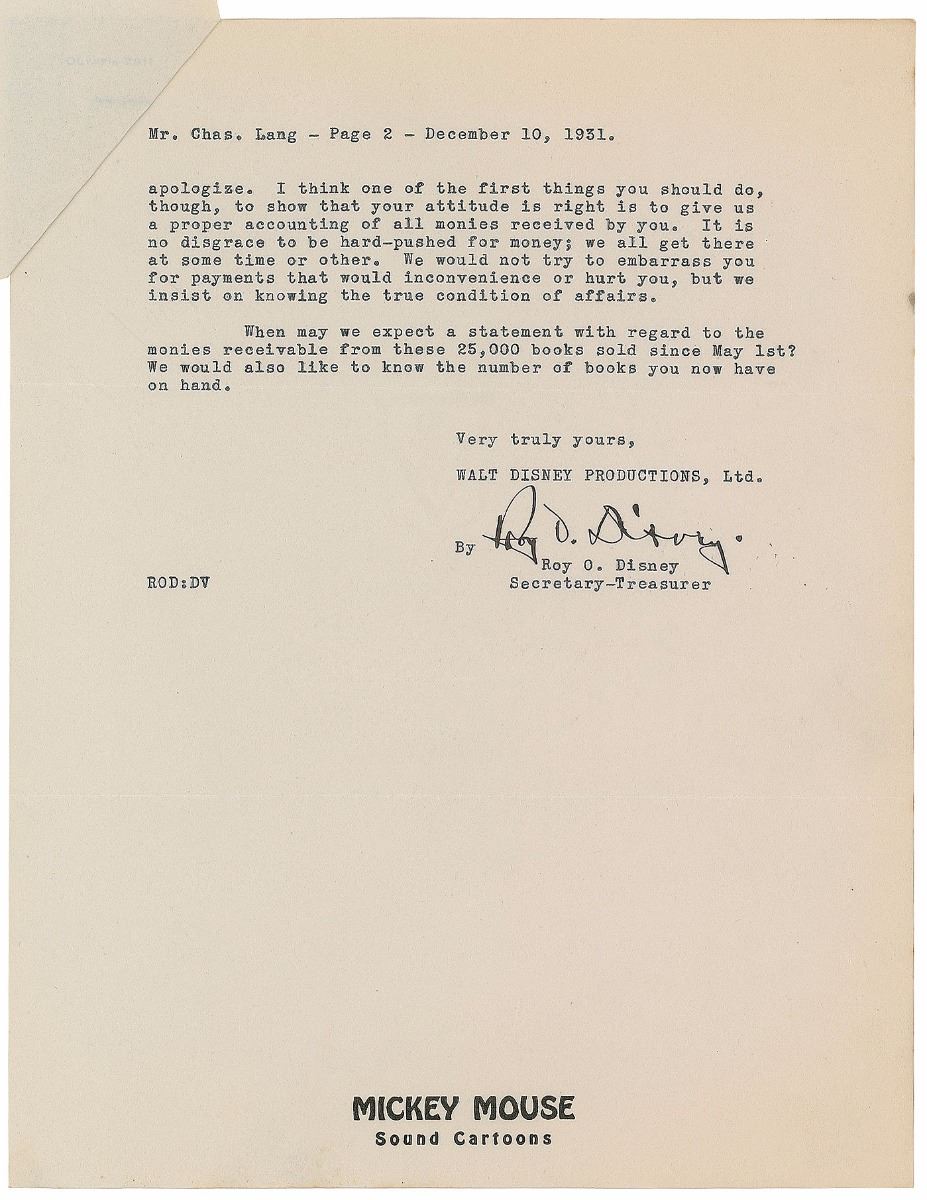 Mr. Chas. Lang - Page 2 - December 10, 1931.
apologize. I think one of the first things you should do,
though, to show that your attitude is right is to give us
a proper accounting of all monies received by you. It is
no disgrace to be hard-pushed for money; we all get there
at some time or other. We would not try to embarrass you
for payments that would inconvenience or hurt you, but we
insist on knowing the true condition of affairs.
When may we expect a statement with regard to the
monies receivable from these 25,000 books sold since May 1st?
We would also like to know the number of books you now have
on hand.
Very truly yours,
WALT DISNEY PRODUCTIONS, Ltd.
By Roy O. Disney.
Roy O. Disney
ROD:DV Secretary-Treasurer
MICKEY MOUSE
Sound Cartoons